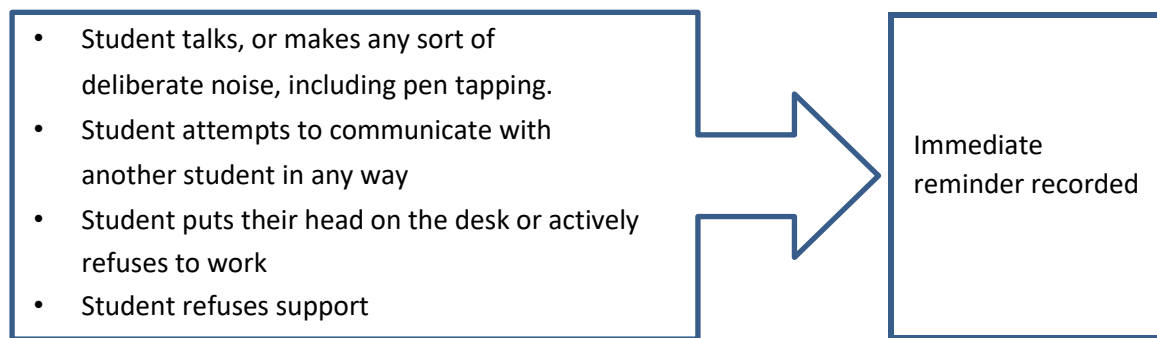 • Student talks, or makes any sort of
deliberate noise, including pen tapping.
• Student attempts to communicate with
another student in any way
• Student puts their head on the desk or actively
refuses to work
• Student refuses support
Immediate
reminder recorded